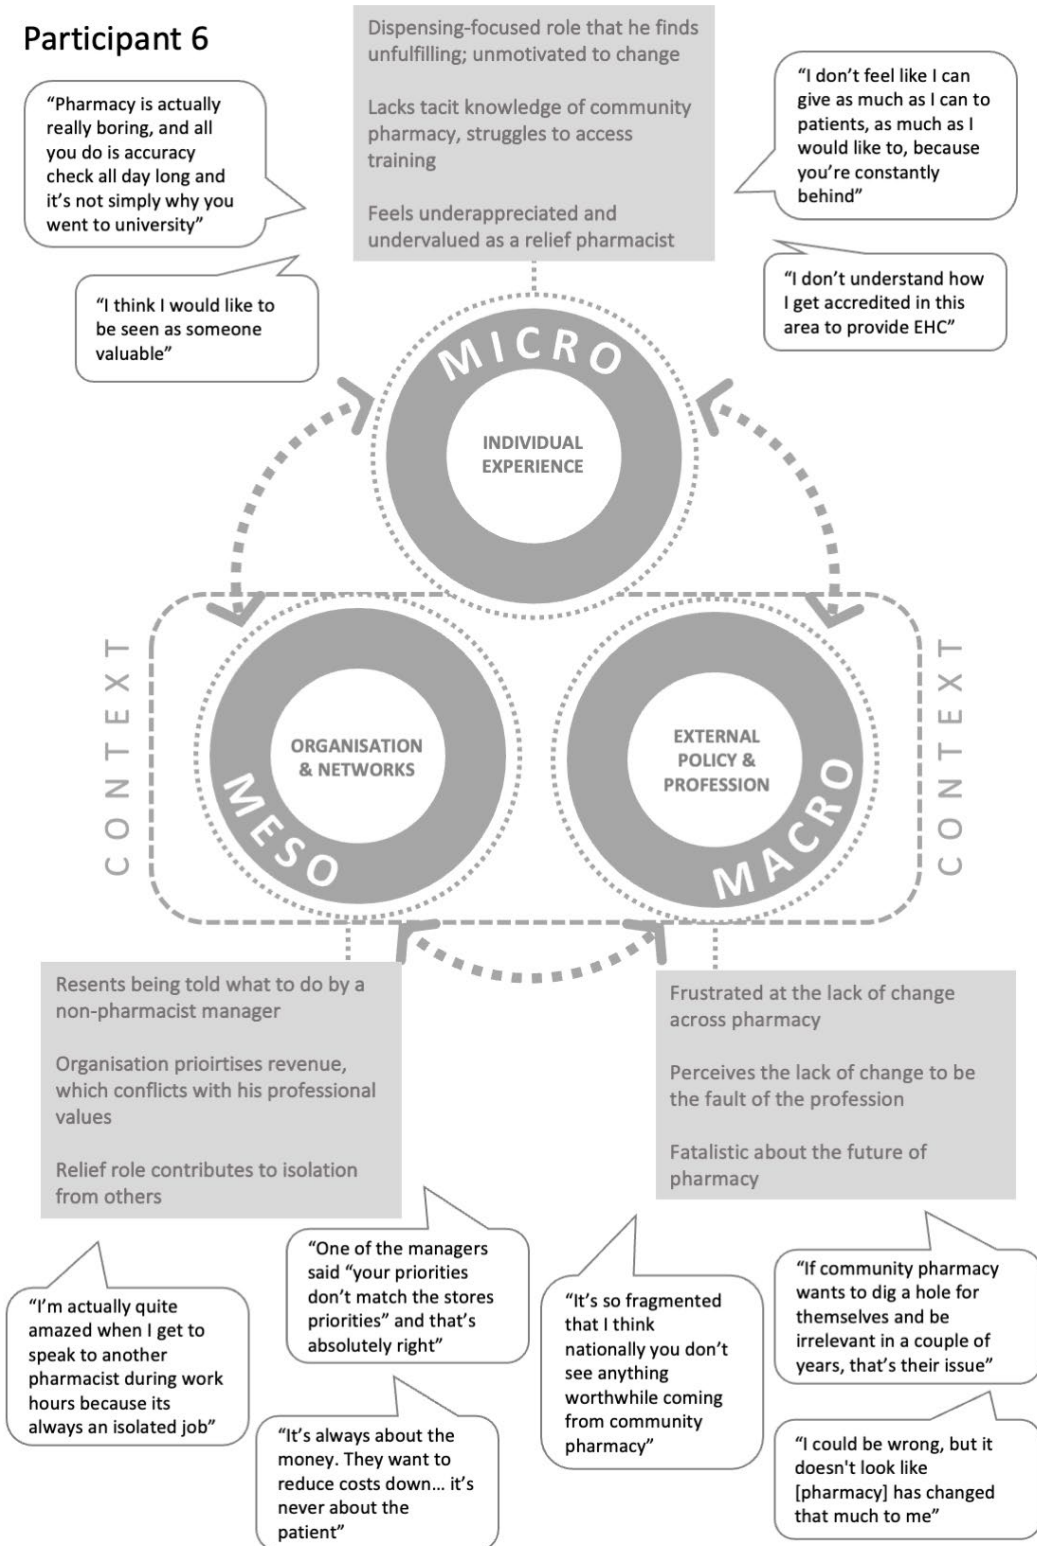 Participant 6
Dispensing-focused role that he finds
unfulfilling; unmotivated to change
Lacks tacit knowledge of community
pharmacy, struggles to access
training
Feels underappreciated and
undervalued as a relief pharmacist
“Pharmacy is actually
really boring, and all
you do is accuracy
check all day long and
it’s not simply why you
went to university”
“I think I would like to
be seen as someone
valuable”
“I don’t feel like I can
give as much as I can to
patients, as much as I
would like to, because
you’re constantly
behind”
“I don’t understand how
I get accredited in this
area to provide EHC”
MICRO
INDIVIDUAL
EXPERIENCE
CONTEXT
ORGANISATION
& NETWORKS
MESO
EXTERNAL
POLICY &
PROFESSION
MACRO
CONTEXT
Resents being told what to do by a
non-pharmacist manager
Organisation prioirtises revenue,
which conflicts with his professional
values
Relief role contributes to isolation
from others
Frustrated at the lack of change
across pharmacy
Perceives the lack of change to be
the fault of the profession
Fatalistic about the future of
pharmacy
“I’m actually quite
amazed when I get to
speak to another
pharmacist during work
hours because its
always an isolated job”
“One of the managers
said “your priorities
don’t match the stores
priorities” and that’s
absolutely right”
“It’s always about the
money. They want to
reduce costs down… it’s
never about the
patient”
“It’s so fragmented
that I think
nationally you don’t
see anything
worthwhile coming
from community
pharmacy”
“If community pharmacy
wants to dig a hole for
themselves and be
irrelevant in a couple of
years, that’s their issue”
“I could be wrong, but it
doesn't look like
[pharmacy] has changed
that much to me”